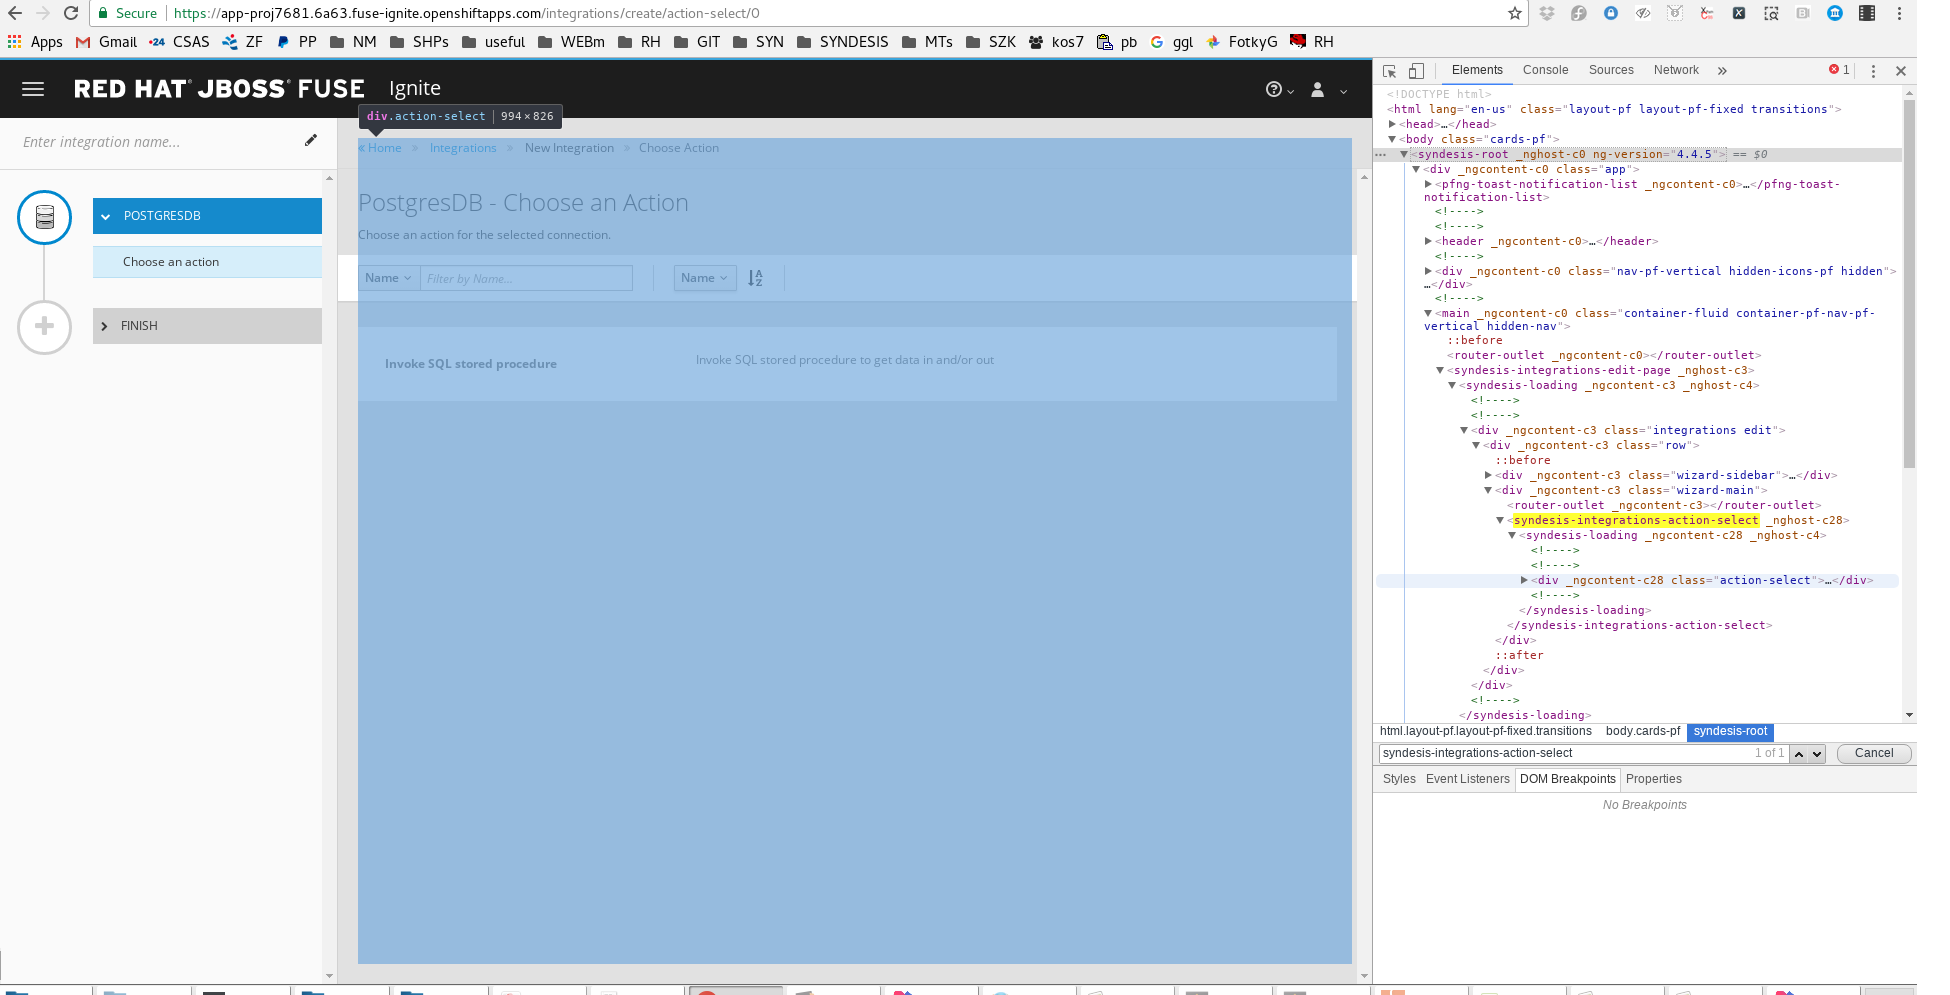 Secure https://app-proj7681.6a63.fuse-ignite.openshiftapps.com/integrations/create/action-select/0
Apps Gmail 24 CSAS ZF PP NM SHPs useful WEBm RH GIT SYN SYNDESIS MTs SZK kos7 pb ggl FotkyG RH
RED HAT® JBOSS® FUSE Ignite
div.action-select 994 × 826
Enter integration name...
POSTGRESDB
Choose an action
FINISH
« Home » Integrations » New Integration » Choose Action
PostgresDB - Choose an Action
Choose an action for the selected connection.
Name Filter by Name... Name A Z
Invoke SQL stored procedure Invoke SQL stored procedure to get data in and/or out
Elements Console Sources Network » 1
<!DOCTYPE html>
<html lang="en-us" class="layout-pf layout-pf-fixed transitions">
<head>…</head>
<body class="cards-pf">
<syndesis-root _nghost-c0 ng-version="4.4.5"> == $0
<div _ngcontent-c0 class="app">
<pfng-toast-notification-list _ngcontent-c0>…</pfng-toast-
notification-list>
<!---->
<!---->
<header _ngcontent-c0>…</header>
<!---->
<div _ngcontent-c0 class="nav-pf-vertical hidden-icons-pf hidden">
…</div>
<!---->
<main _ngcontent-c0 class="container-fluid container-pf-nav-pf-
vertical hidden-nav">
::before
<router-outlet _ngcontent-c0></router-outlet>
<syndesis-integrations-edit-page _nghost-c3>
<syndesis-loading _ngcontent-c3 _nghost-c4>
<!---->
<!---->
<div _ngcontent-c3 class="integrations edit">
<div _ngcontent-c3 class="row">
::before
<div _ngcontent-c3 class="wizard-sidebar">…</div>
<div _ngcontent-c3 class="wizard-main">
<router-outlet _ngcontent-c3></router-outlet>
<syndesis-integrations-action-select _nghost-c28>
<syndesis-loading _ngcontent-c28 _nghost-c4>
<!---->
<!---->
<div _ngcontent-c28 class="action-select">…</div>
<!---->
</syndesis-loading>
</syndesis-integrations-action-select>
</div>
::after
</div>
</div>
<!---->
</syndesis-loading>
html.layout-pf.layout-pf-fixed.transitions body.cards-pf syndesis-root
syndesis-integrations-action-select 1 of 1 Cancel
Styles Event Listeners DOM Breakpoints Properties
No Breakpoints